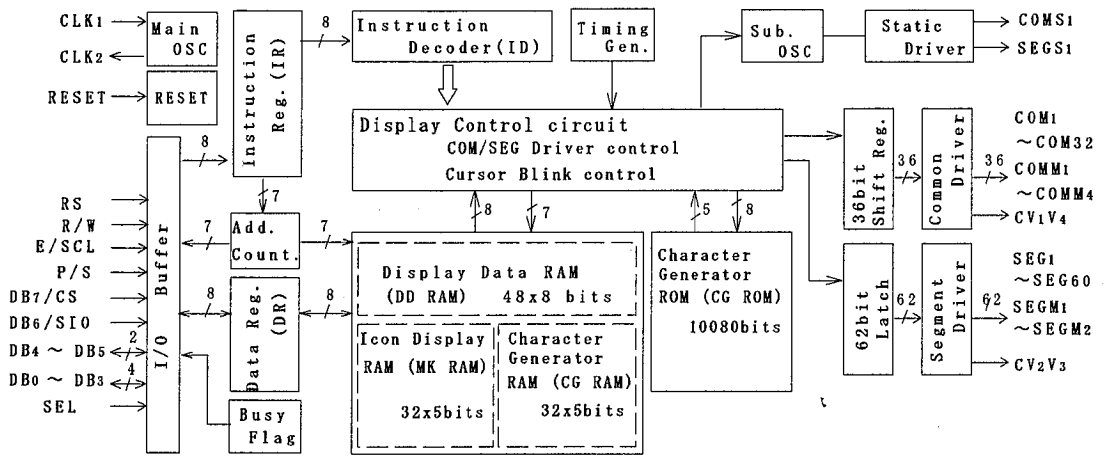 CLK1
CLK2
Main
OSC
RESET
RESET
Instruction
Reg. (IR)
8
Instruction
Decoder(ID)
Timing
Gen.
Sub.
OSC
Static
Driver
COMS1
SEGS1
Display Control circuit
COM/SEG Driver control
Cursor Blink control
36bit
Shift Reg.
36
Common
Driver
36
COM1
~COM32
COMM1
~COMM4
CV1V4
8
7
8
7
5
8
RS
R/W
E/SCL
P/S
DB7/CS
DB6/SIO
DB4 ~ DB5
2
DB0 ~ DB3
4
SEL
I/O Buffer
7
Add.
Count.
7
8
Data Reg.
(DR)
8
Busy
Flag
Display Data RAM
(DD RAM) 48x8 bits
Icon Display
RAM (MK RAM)
32x5bits
Character
Generator
RAM (CG RAM)
32x5bits
Character
Generator
ROM (CG ROM)
10080bits
62bit
Latch
62
Segment
Driver
62
SEG1
~SEG60
SEGM1
~SEGM2
CV2V3